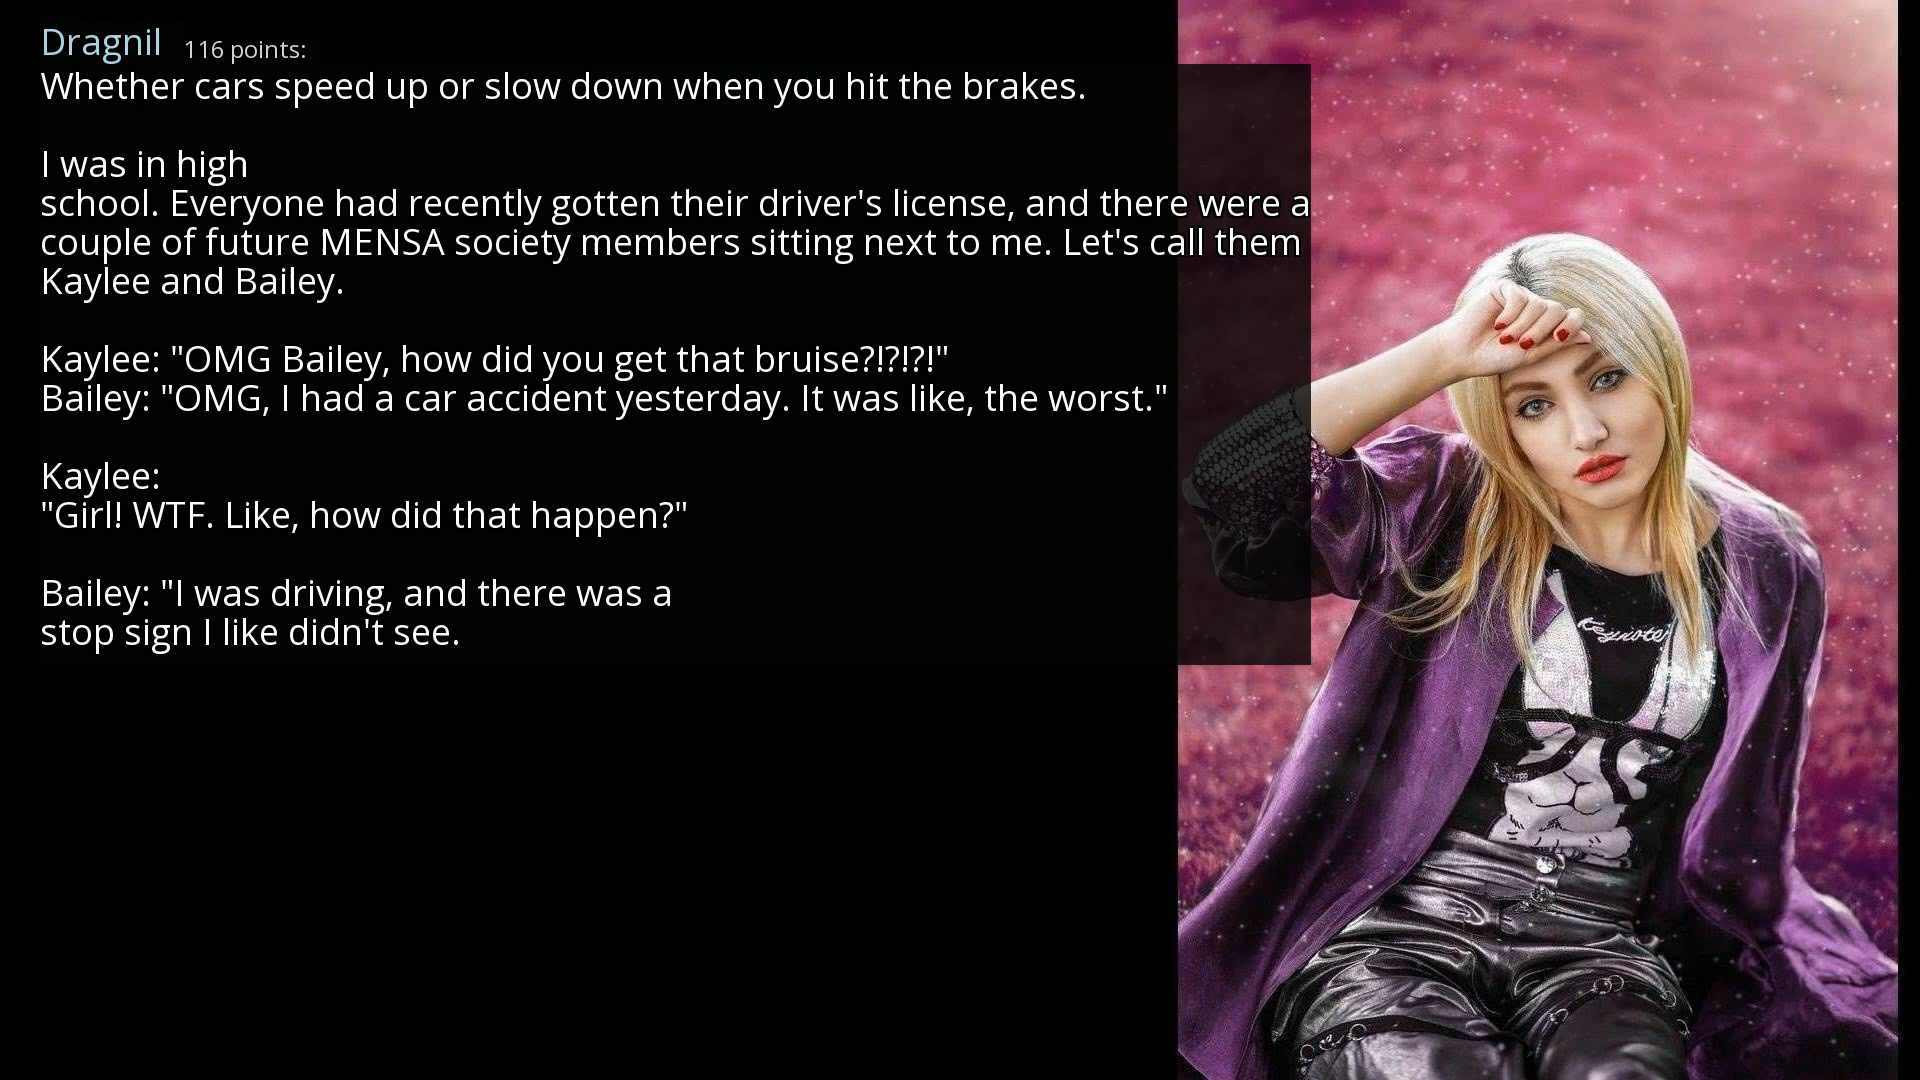 Dragnil 116 points:
Whether cars speed up or slow down when you hit the brakes.
I was in high
school. Everyone had recently gotten their driver's license, and there were a
couple of future MENSA society members sitting next to me. Let's call them
Kaylee and Bailey.
Kaylee: "OMG Bailey, how did you get that bruise?!?!?!"
Bailey: "OMG, I had a car accident yesterday. It was like, the worst."
Kaylee:
"Girl! WTF. Like, how did that happen?"
Bailey: "I was driving, and there was a
stop sign I like didn't see.
Keynote